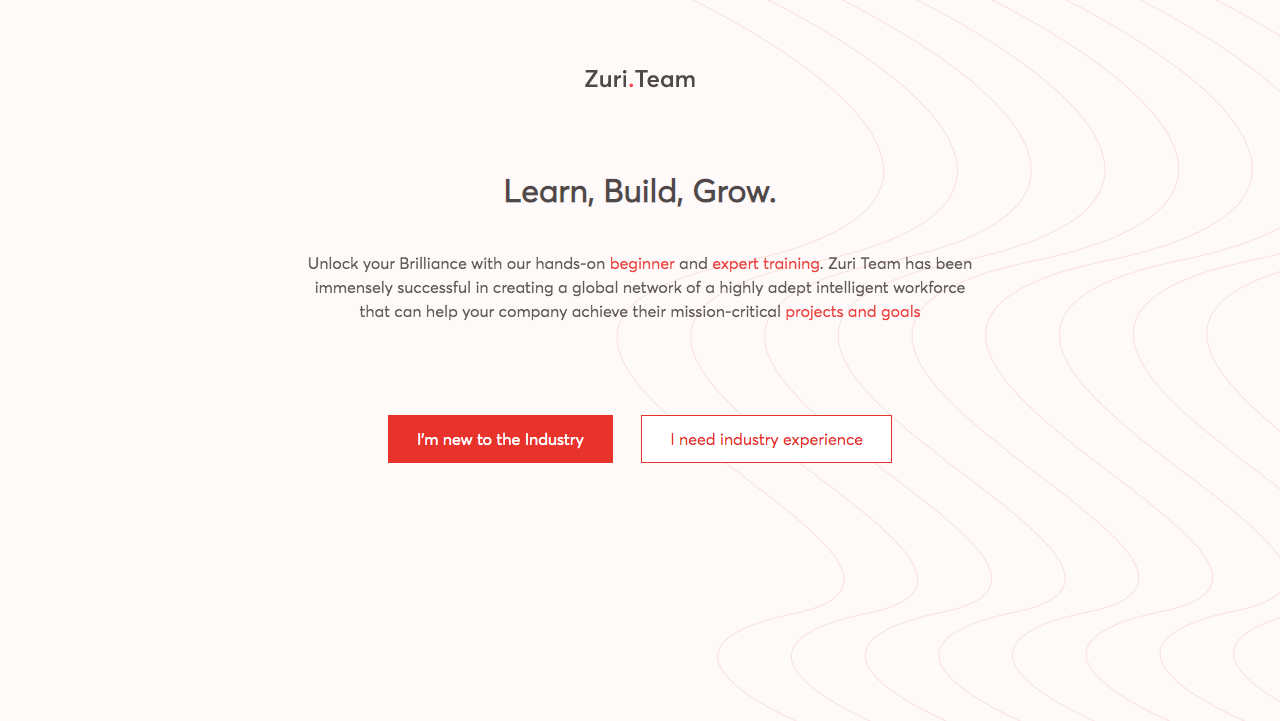 Zuri.Team
Learn, Build, Grow.
Unlock your Brilliance with our hands-on beginner and expert training. Zuri Team has been
immensely successful in creating a global network of a highly adept intelligent workforce
that can help your company achieve their mission-critical projects and goals
I'm new to the Industry
I need industry experience